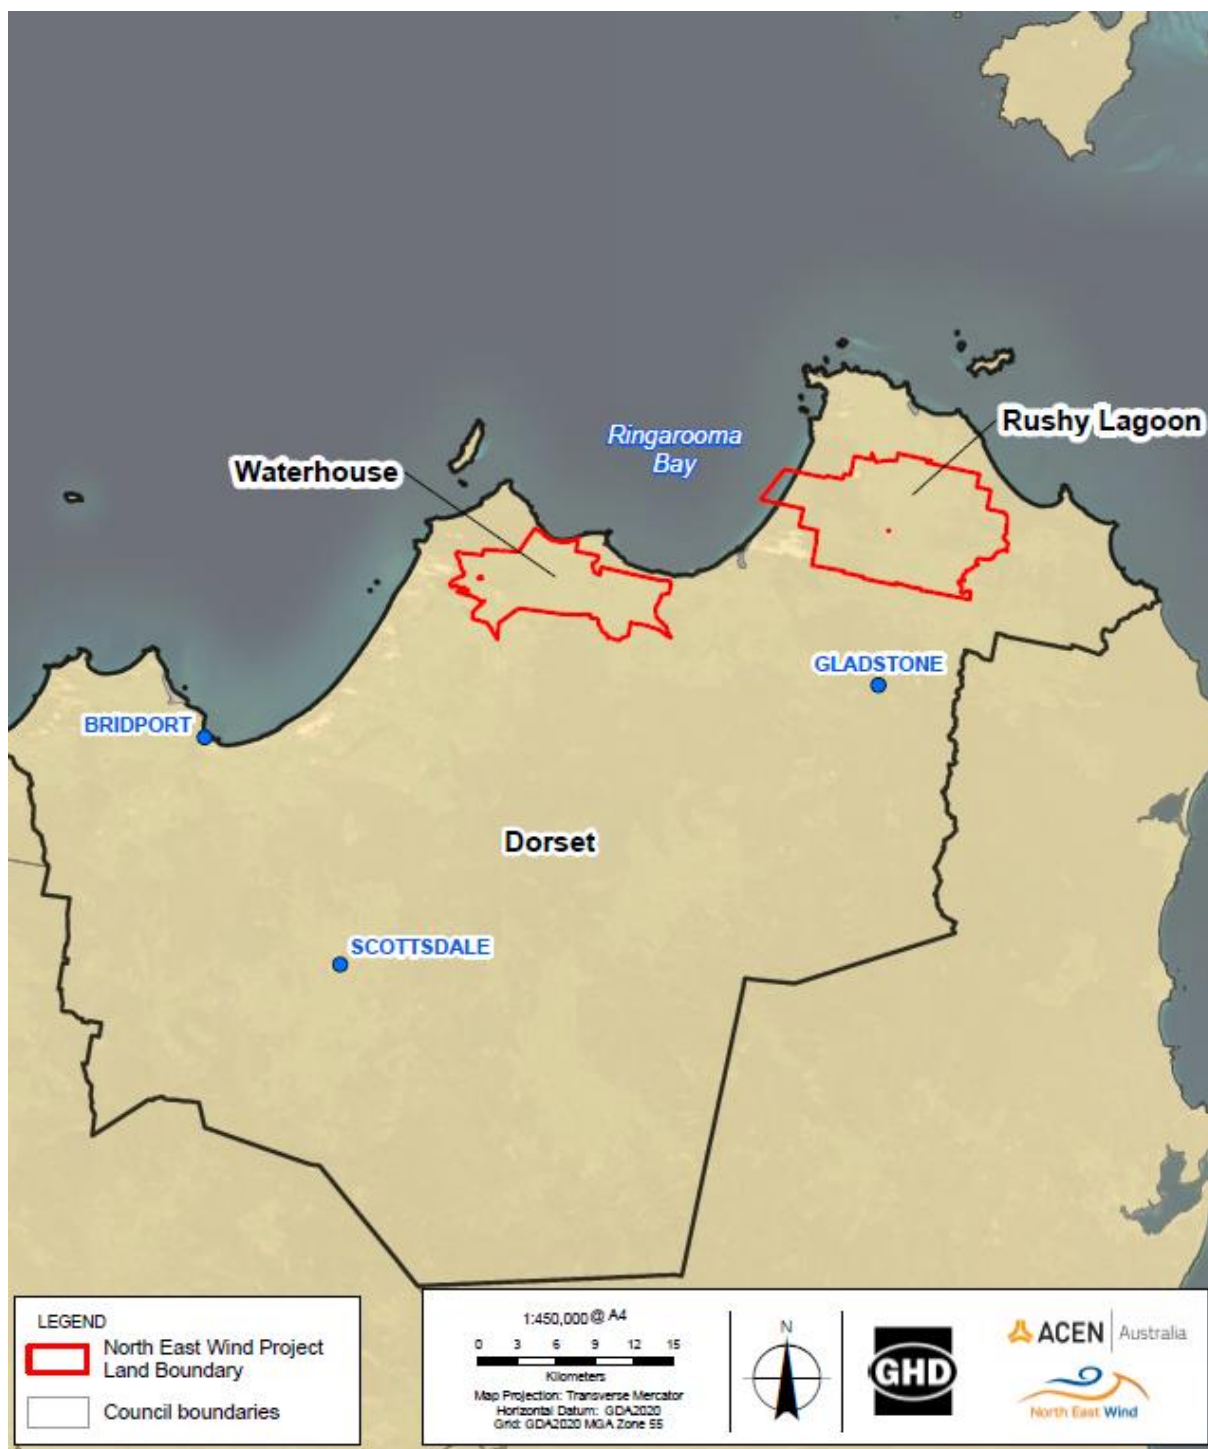 Ringarooma
Bay
Rushy Lagoon
Waterhouse
GLADSTONE
BRIDPORT
Dorset
SCOTTSDALE
LEGEND
North East Wind Project
Land Boundary
Council boundaries
1:450,000 @ A4
0 3 6 9 12 15
Kilometers
Map Projection: Transverse Mercator
Horizontal Datum: GDA2020
Grid: GDA2020 MGA Zone 55
N
GHD
ACEN Australia
North East Wind